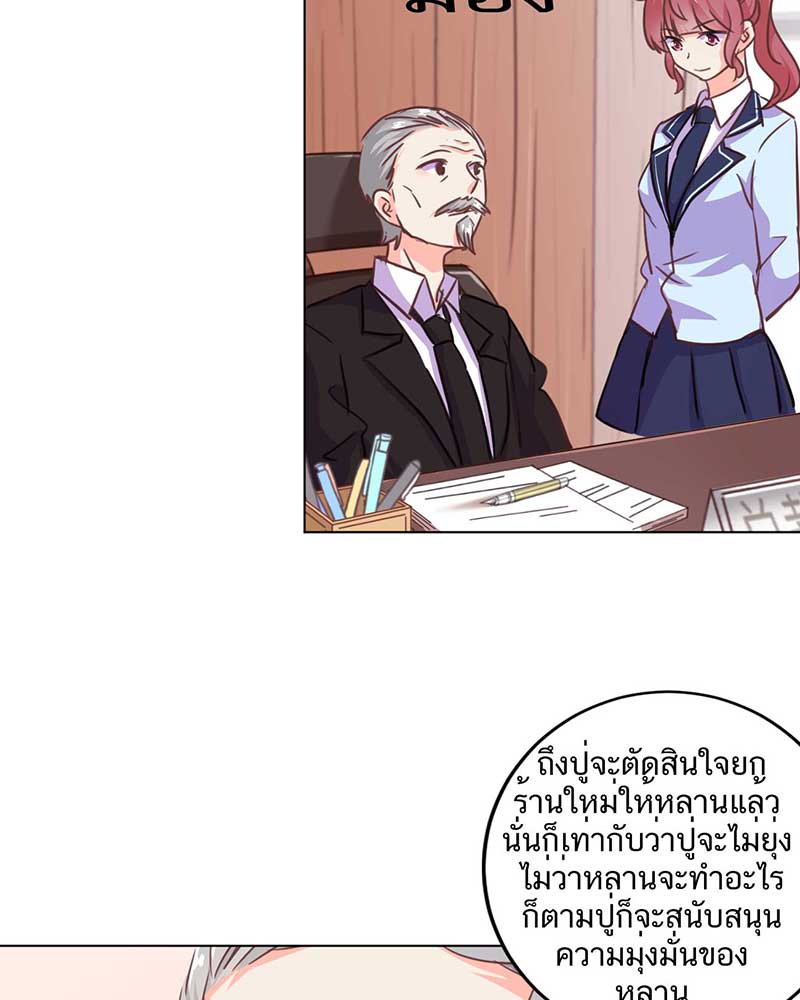 มอง
ถึงปู่จะตัดสินใจยก
ร้านใหม่ให้หลานแล้ว
นั่นก็เท่ากับว่าปู่จะไม่ยุ่ง
ไม่ว่าหลานจะทำอะไร
ก็ตามปู่ก็จะสนับสนุน
ความมุ่งมั่นของ
หลาน